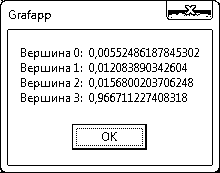 Grafapp
Вершина 0: 0,00552486187845302
Вершина 1: 0,012083890342604
Вершина 2: 0,0156800203706248
Вершина 3: 0,966711227408318
OK